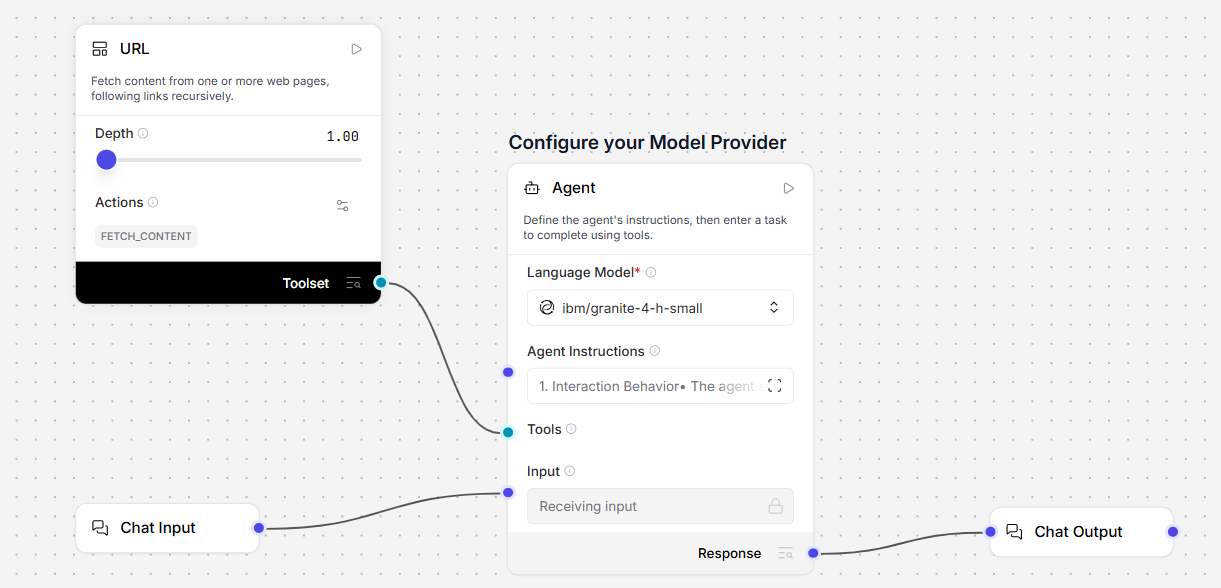 URL
Fetch content from one or more web pages,
following links recursively.
Depth
1.00
Actions
FETCH_CONTENT
Toolset
Configure your Model Provider
Agent
Define the agent's instructions, then enter a task
to complete using tools.
Language Model*
ibm/granite-4-h-small
Agent Instructions
1. Interaction Behavior• The agent
Tools
Input
Receiving input
Response
Chat Input
Chat Output